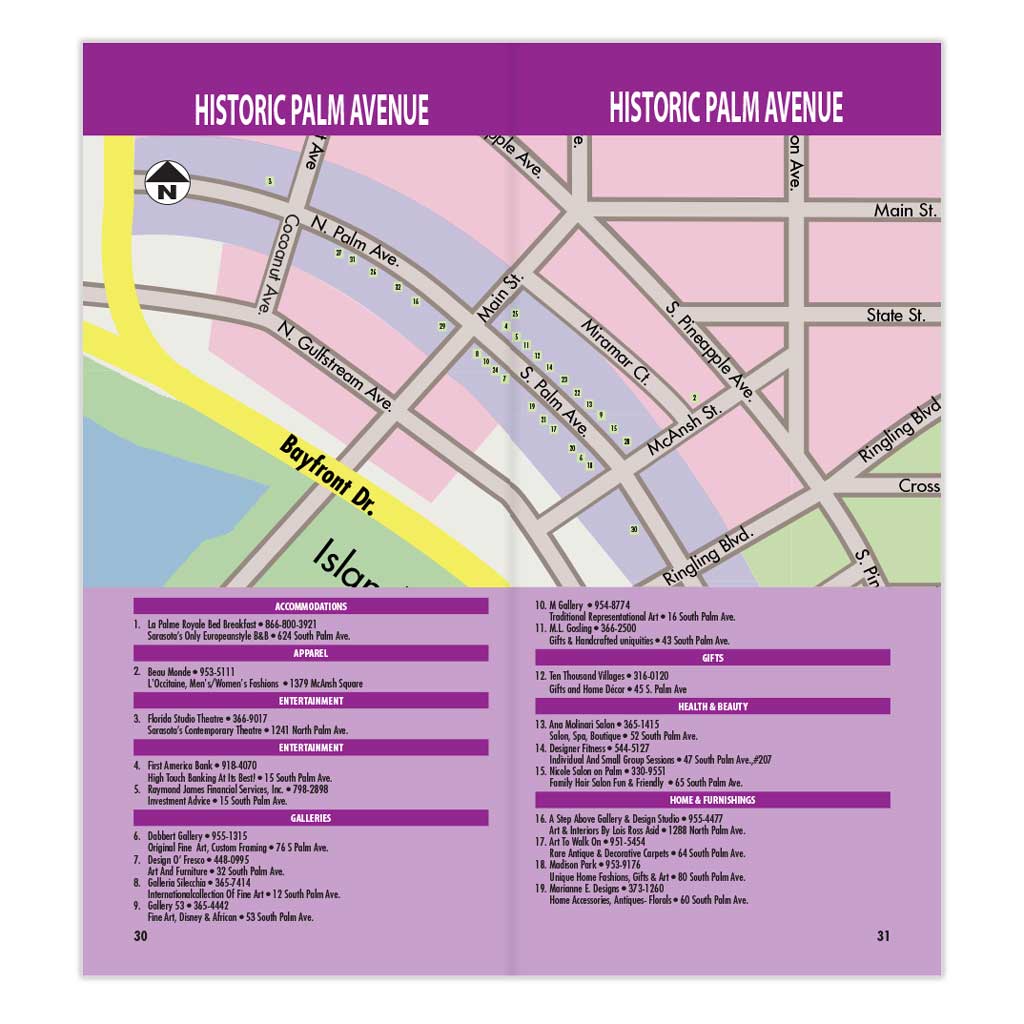 HISTORIC PALM AVENUE
HISTORIC PALM AVENUE
N
t Ave
pple Ave.
e.
on Ave.
Main St.
3
Cocoanut Ave.
N. Palm Ave.
Main St.
State St.
N. Gulfstream Ave.
Miramar Ct.
S. Pineapple Ave.
S. Palm Ave.
McAnsh St.
Ringling Blvd
Cross
Bayfront Dr.
Ringling Blvd.
S. Pin
Islan
27
31
26
32
16
29
25
4
5
11
12
14
23
22
13
9
15
28
2
8
10
24
7
19
21
17
20
6
18
30
ACCOMMODATIONS
1. La Palme Royale Bed Breakfast • 866-800-3921
Sarasota's Only Europeanstyle B&B • 624 South Palm Ave.
APPAREL
2. Beau Monde • 953-5111
L'Occitaine, Men's/Women's Fashions • 1379 McAnsh Square
ENTERTAINMENT
3. Florida Studio Theatre • 366-9017
Sarasota's Contemporary Theatre • 1241 North Palm Ave.
ENTERTAINMENT
4. First America Bank • 918-4070
High Touch Banking At Its Best! • 15 South Palm Ave.
5. Raymond James Financial Services, Inc. • 798-2898
Investment Advice • 15 South Palm Ave.
GALLERIES
6. Dabbert Gallery • 955-1315
Original Fine Art, Custom Framing • 76 S Palm Ave.
7. Design O' Fresco • 448-0995
Art And Furniture • 32 South Palm Ave.
8. Galleria Silecchia • 365-7414
Internationalcollection Of Fine Art • 12 South Palm Ave.
9. Gallery 53 • 365-4442
Fine Art, Disney & African • 53 South Palm Ave.
30
10. M Gallery • 954-8774
Traditional Representational Art • 16 South Palm Ave.
11. M.L. Gosling • 366-2500
Gifts & Handcrafted uniquities • 43 South Palm Ave.
GIFTS
12. Ten Thousand Villages • 316-0120
Gifts and Home Décor • 45 S. Palm Ave
HEALTH & BEAUTY
13. Ana Molinari Salon • 365-1415
Salon, Spa, Boutique • 52 South Palm Ave.
14. Designer Fitness • 544-5127
Individual And Small Group Sessions • 47 South Palm Ave.,#207
15. Nicole Salon on Palm • 330-9551
Family Hair Salon Fun & Friendly • 65 South Palm Ave.
HOME & FURNISHINGS
16. A Step Above Gallery & Design Studio • 955-4477
Art & Interiors By Lois Ross Asid • 1288 North Palm Ave.
17. Art To Walk On • 951-5454
Rare Antique & Decorative Carpets • 64 South Palm Ave.
18. Madison Park • 953-9176
Unique Home Fashions, Gifts & Art • 80 South Palm Ave.
19. Marianne E. Designs • 373-1260
Home Accessories, Antiques- Florals • 60 South Palm Ave.
31